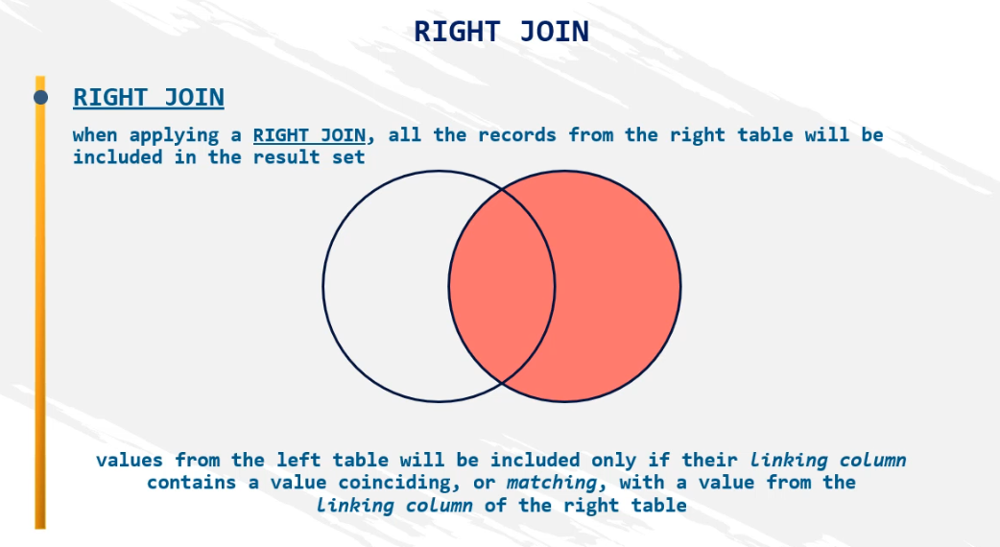 RIGHT JOIN
RIGHT JOIN
when applying a RIGHT JOIN, all the records from the right table will be
included in the result set
values from the left table will be included only if their linking column
contains a value coinciding, or matching, with a value from the
linking column of the right table